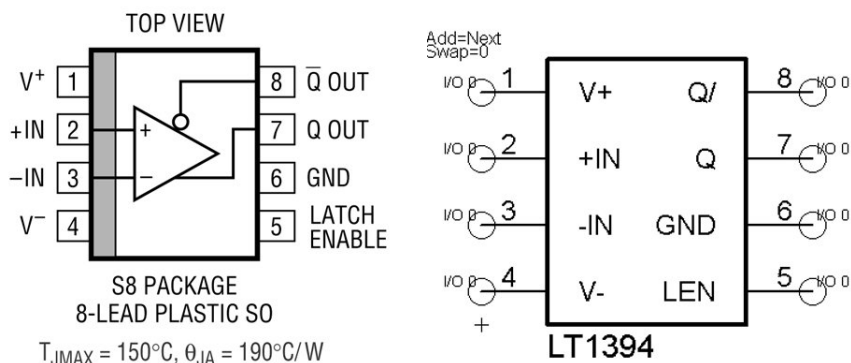 TOP VIEW
V+ 1
+IN 2
–IN 3
V– 4
8 Q̅ OUT
7 Q OUT
6 GND
5 LATCH
ENABLE
+
–
S8 PACKAGE
8-LEAD PLASTIC SO
TJMAX = 150°C, θJA = 190°C/W
Add=Next
Swap=0
I/O 0 1 V+ Q/ 8 I/O 0
I/O 0 2 +IN Q 7 I/O 0
I/O 0 3 -IN GND 6 I/O 0
I/O 0 4 V- LEN 5 I/O 0
+
LT1394